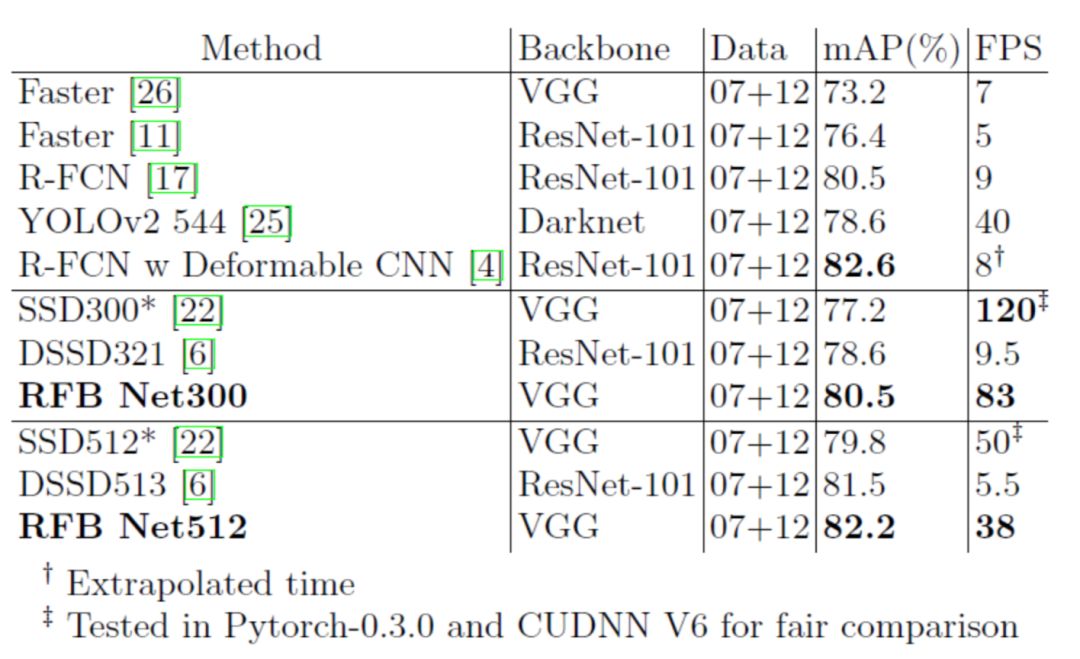 Method Backbone Data mAP(%) FPS
Faster [26] VGG 07+12 73.2 7
Faster [11] ResNet-101 07+12 76.4 5
R-FCN [17] ResNet-101 07+12 80.5 9
YOLOv2 544 [25] Darknet 07+12 78.6 40
R-FCN w Deformable CNN [4] ResNet-101 07+12 82.6 8†
SSD300* [22] VGG 07+12 77.2 120‡
DSSD321 [6] ResNet-101 07+12 78.6 9.5
RFB Net300 VGG 07+12 80.5 83
SSD512* [22] VGG 07+12 79.8 50‡
DSSD513 [6] ResNet-101 07+12 81.5 5.5
RFB Net512 VGG 07+12 82.2 38
† Extrapolated time
‡ Tested in Pytorch-0.3.0 and CUDNN V6 for fair comparison